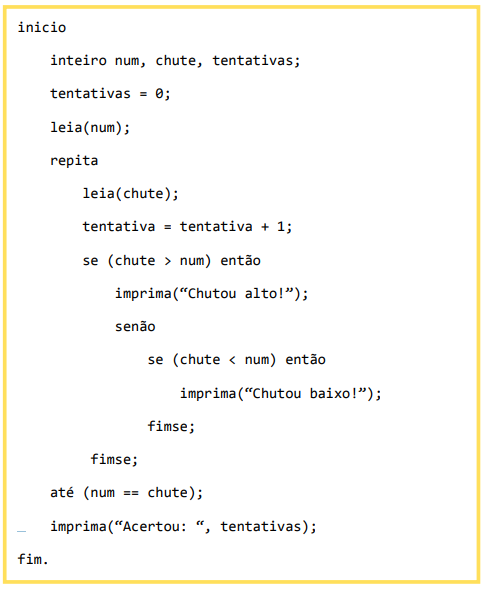 inicio
inteiro num, chute, tentativas;
tentativas = 0;
leia(num);
repita
leia(chute);
tentativa = tentativa + 1;
se (chute > num) então
imprima(“Chutou alto!”);
senão
se (chute < num) então
imprima(“Chutou baixo!”);
fimse;
fimse;
até (num == chute);
_ imprima(“Acertou: “, tentativas);
fim.